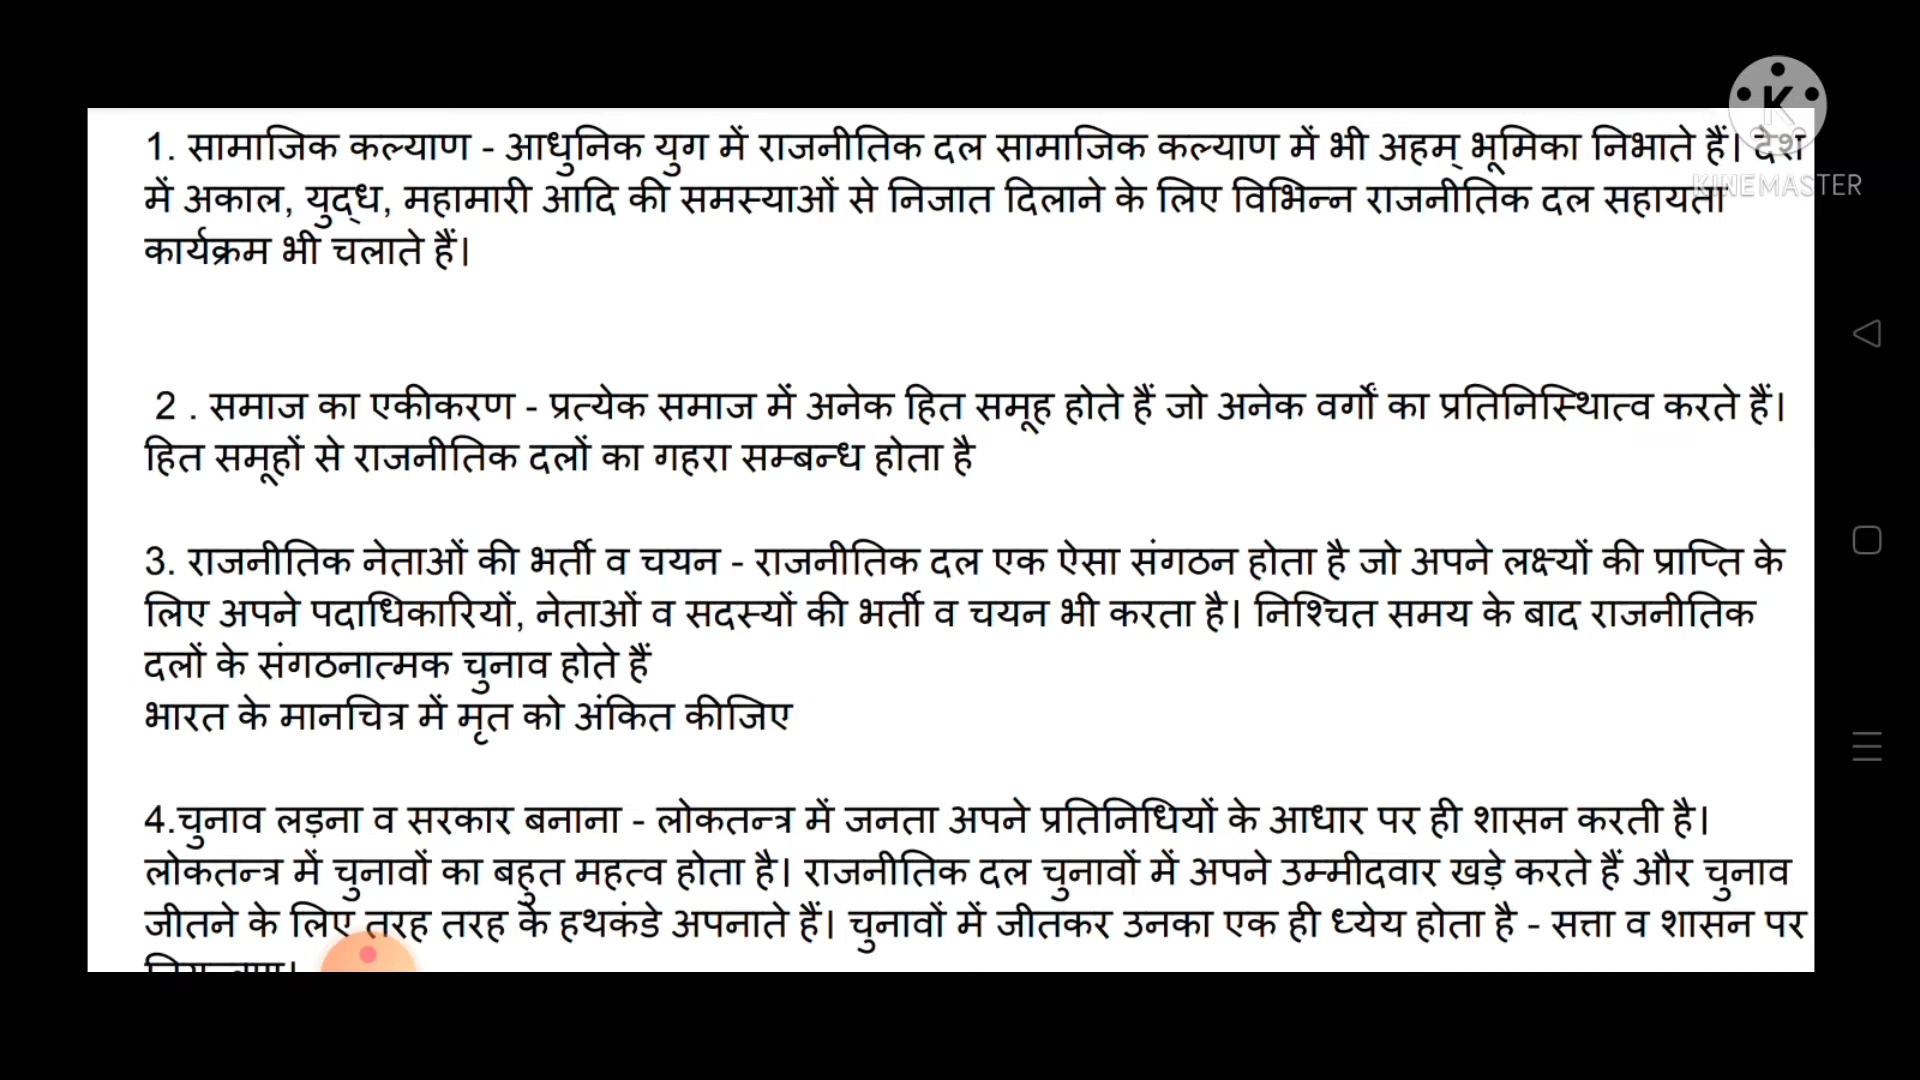 1. सामाजिक कल्याण - आधुनिक युग में राजनीतिक दल सामाजिक कल्याण में भी अहम् भूमिका निभाते हैं। देश
में अकाल, युद्ध, महामारी आदि की समस्याओं से निजात दिलाने के लिए विभिन्न राजनीतिक दल सहायता
कार्यक्रम भी चलाते हैं।
2 . समाज का एकीकरण - प्रत्येक समाज में अनेक हित समूह होते हैं जो अनेक वर्गों का प्रतिनिस्थित्व करते हैं।
हित समूहों से राजनीतिक दलों का गहरा सम्बन्ध होता है
3. राजनीतिक नेताओं की भर्ती व चयन - राजनीतिक दल एक ऐसा संगठन होता है जो अपने लक्ष्यों की प्राप्ति के
लिए अपने पदाधिकारियों, नेताओं व सदस्यों की भर्ती व चयन भी करता है। निश्चित समय के बाद राजनीतिक
दलों के संगठनात्मक चुनाव होते हैं
भारत के मानचित्र में मृत को अंकित कीजिए
4.चुनाव लड़ना व सरकार बनाना - लोकतन्त्र में जनता अपने प्रतिनिधियों के आधार पर ही शासन करती है।
लोकतन्त्र में चुनावों का बहुत महत्व होता है। राजनीतिक दल चुनावों में अपने उम्मीदवार खड़े करते हैं और चुनाव
जीतने के लिए तरह तरह के हथकंडे अपनाते हैं। चुनावों में जीतकर उनका एक ही ध्येय होता है - सत्ता व शासन पर
K
KINEMASTER